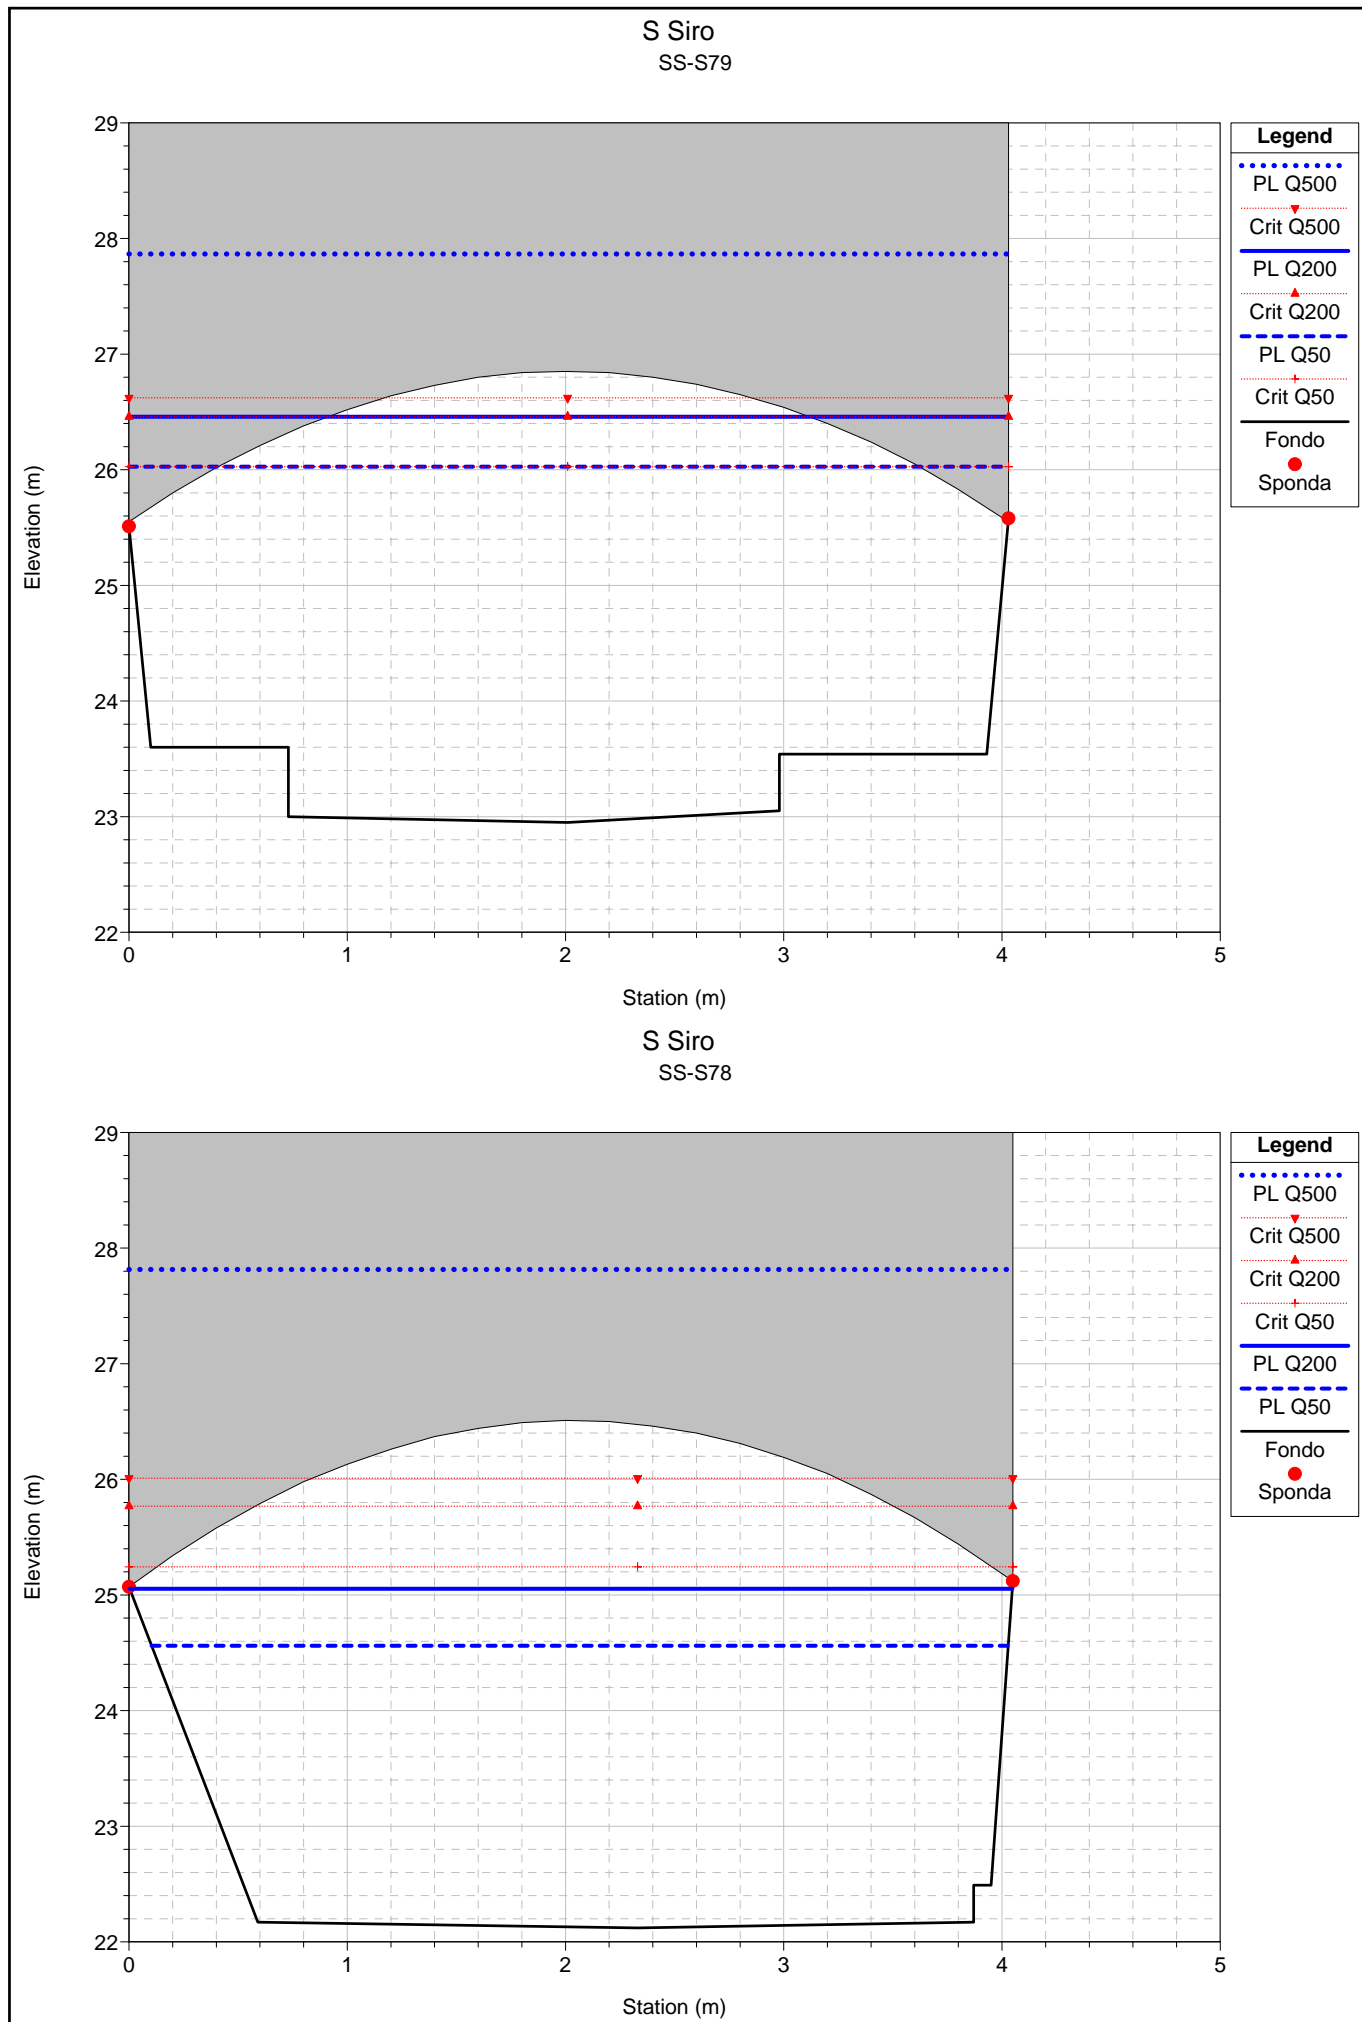 S Siro
SS-S79
29
28
27
26
25
24
23
22
0 1 2 3 4 5
Elevation (m)
Station (m)
Legend
PL Q500
Crit Q500
PL Q200
Crit Q200
PL Q50
Crit Q50
Fondo
Sponda
S Siro
SS-S78
29
28
27
26
25
24
23
22
0 1 2 3 4 5
Elevation (m)
Station (m)
Legend
PL Q500
Crit Q500
Crit Q200
Crit Q50
PL Q200
PL Q50
Fondo
Sponda